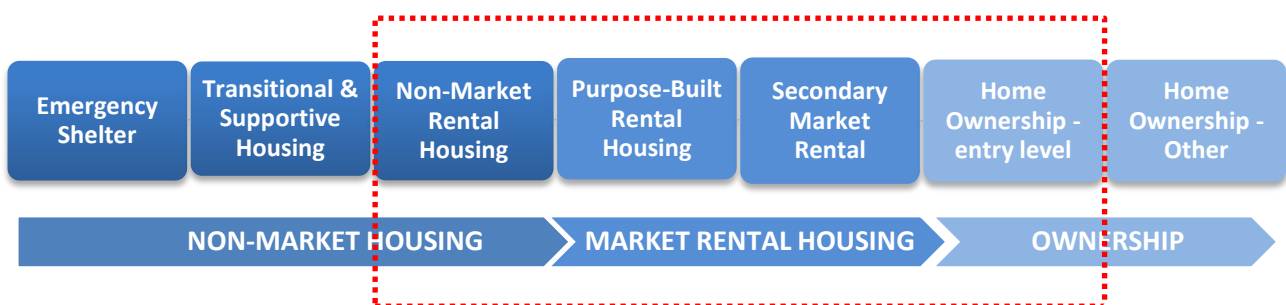 Emergency
Shelter
Transitional &
Supportive
Housing
Non-Market
Rental
Housing
Purpose-Built
Rental
Housing
Secondary
Market
Rental
Home
Ownership -
entry level
Home
Ownership -
Other
NON-MARKET HOUSING
MARKET RENTAL HOUSING
OWNERSHIP